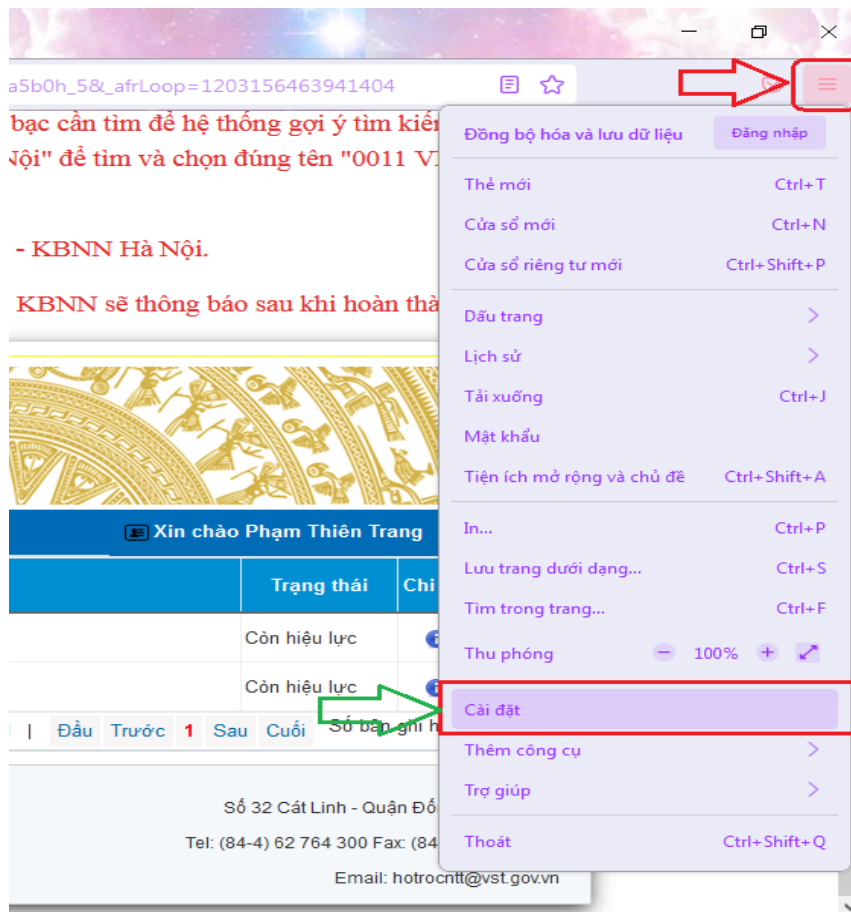 a5b0h_5&_afrLoop=1203156463941404
bạc cần tìm để hệ thống gợi ý tìm kiếm
Nội" để tìm và chọn đúng tên "0011
- KBNN Hà Nội.
KBNN sẽ thông báo sau khi hoàn
Đồng bộ hóa và lưu dữ liệu Đăng nhập
Thẻ mới Ctrl+T
Cửa sổ mới Ctrl+N
Cửa sổ riêng tư mới Ctrl+Shift+P
Dấu trang
Lịch sử
Tải xuống Ctrl+J
Mật khẩu
Tiện ích mở rộng và chủ đề Ctrl+Shift+A
In... Ctrl+P
Lưu trang dưới dạng... Ctrl+S
Tìm trong trang... Ctrl+F
Thu phóng − 100% +
Cài đặt
Thêm công cụ
Trợ giúp
Thoát Ctrl+Shift+Q
Xin chào Phạm Thiên Trang
Trạng thái Chi
Còn hiệu lực
Còn hiệu lực
| Đầu Trước 1 Sau Cuối Số bản ghi
Số 32 Cát Linh - Quận
Tel: (84-4) 62 764 300 Fax: (84
Email: hotrocntt@vst.gov.vn